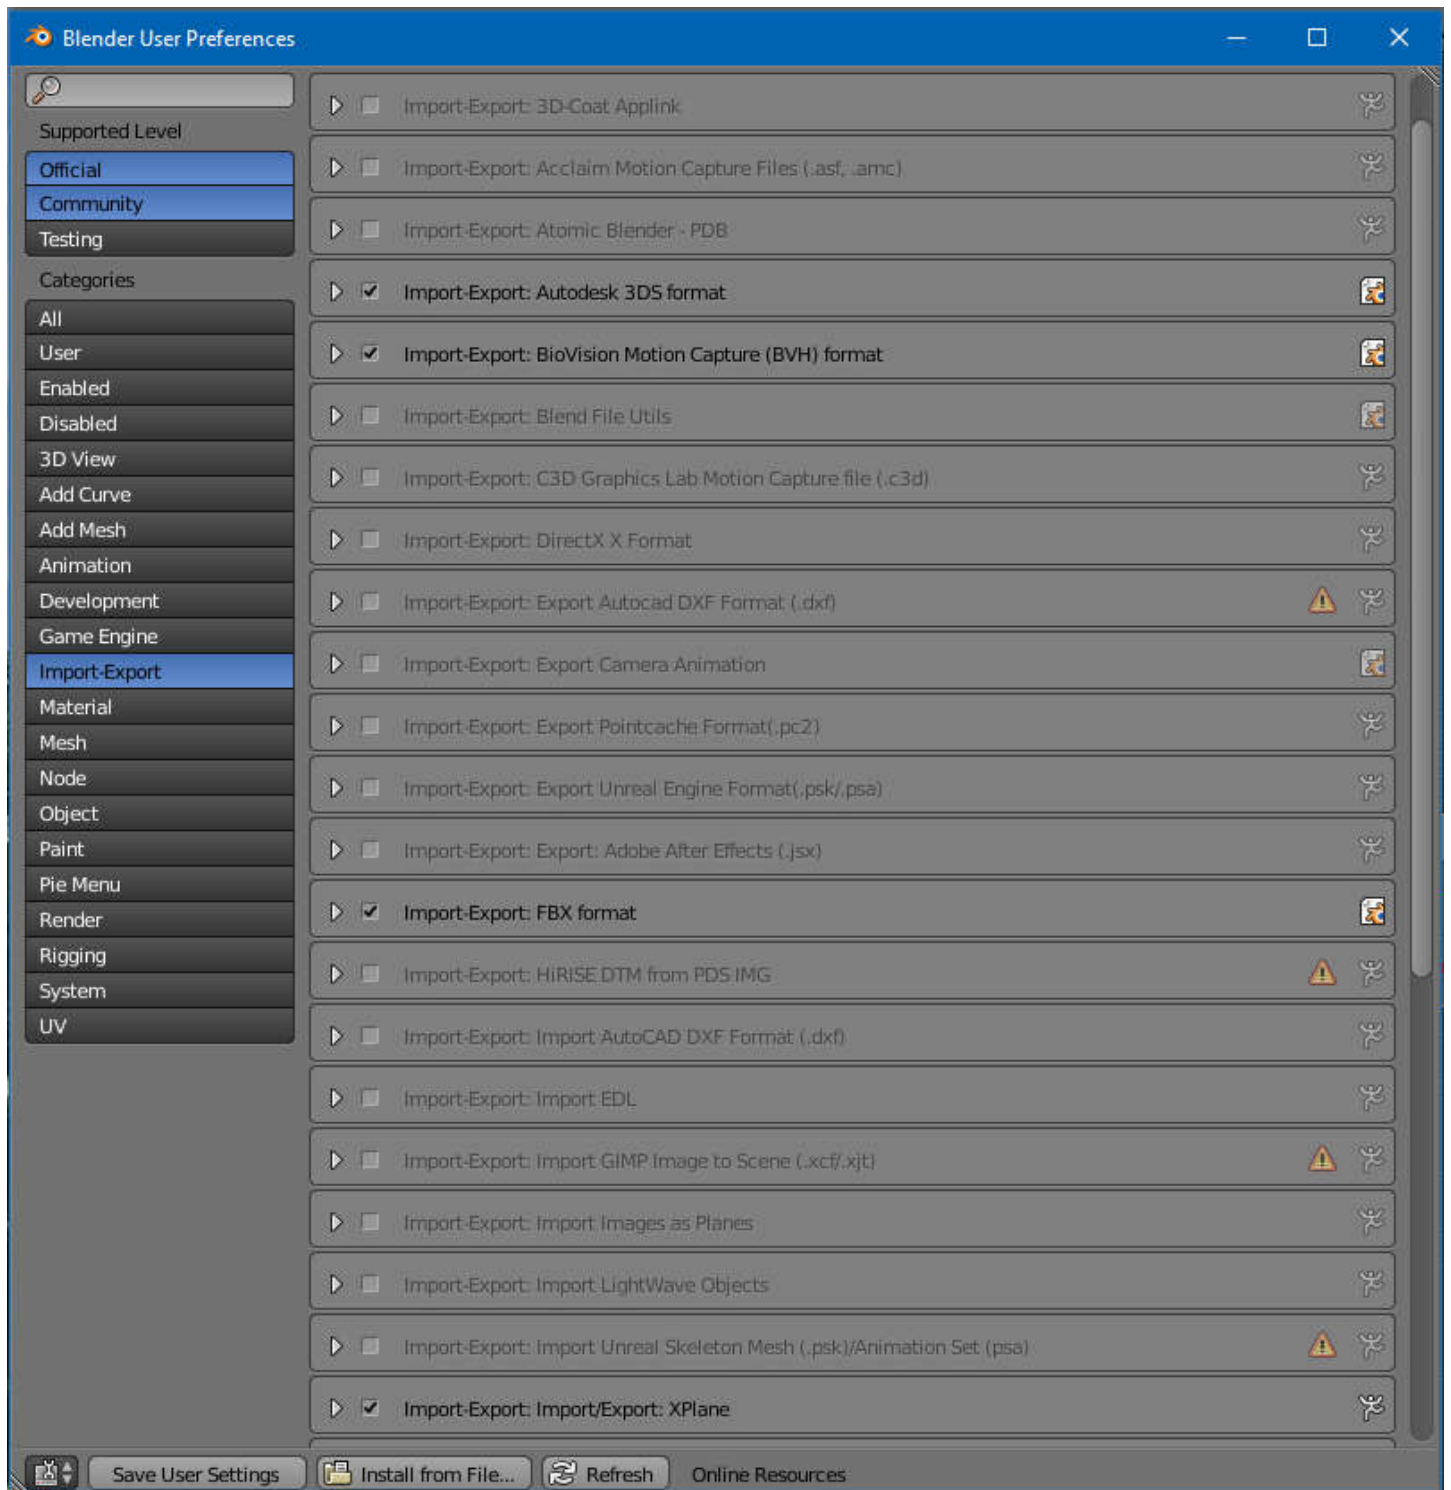 Blender User Preferences
Supported Level
Official
Community
Testing
Categories
All
User
Enabled
Disabled
3D View
Add Curve
Add Mesh
Animation
Development
Game Engine
Import-Export
Material
Mesh
Node
Object
Paint
Pie Menu
Render
Rigging
System
UV
Import-Export: 3D-Coat Applink
Import-Export: Acclaim Motion Capture Files (.asf, .amc)
Import-Export: Atomic Blender - PDB
Import-Export: Autodesk 3DS format
Import-Export: BioVision Motion Capture (BVH) format
Import-Export: Blend File Utils
Import-Export: C3D Graphics Lab Motion Capture file (.c3d)
Import-Export: DirectX X Format
Import-Export: Export Autocad DXF Format (.dxf)
Import-Export: Export Camera Animation
Import-Export: Export Pointcache Format(.pc2)
Import-Export: Export Unreal Engine Format(.psk/.psa)
Import-Export: Export: Adobe After Effects (.jsx)
Import-Export: FBX format
Import-Export: HiRISE DTM from PDS IMG
Import-Export: Import AutoCAD DXF Format (.dxf)
Import-Export: Import EDL
Import-Export: Import GIMP Image to Scene (.xcf/.xjt)
Import-Export: Import Images as Planes
Import-Export: Import LightWave Objects
Import-Export: Import Unreal Skeleton Mesh (.psk)/Animation Set (psa)
Import-Export: Import/Export: XPlane
Save User Settings
Install from File...
Refresh
Online Resources